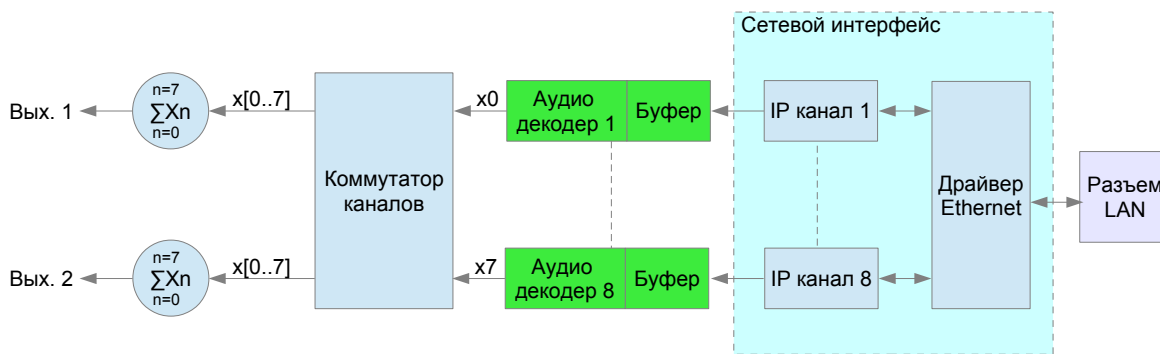 Сетевой интерфейс
n=7
Вых. 1
∑Xn
n=0
x[0..7]
Коммутатор
каналов
x0
Аудио
декодер 1
Буфер
IP канал 1
Драйвер
Ethernet
Разъем
LAN
n=7
Вых. 2
∑Xn
n=0
x[0..7]
x7
Аудио
декодер 8
Буфер
IP канал 8